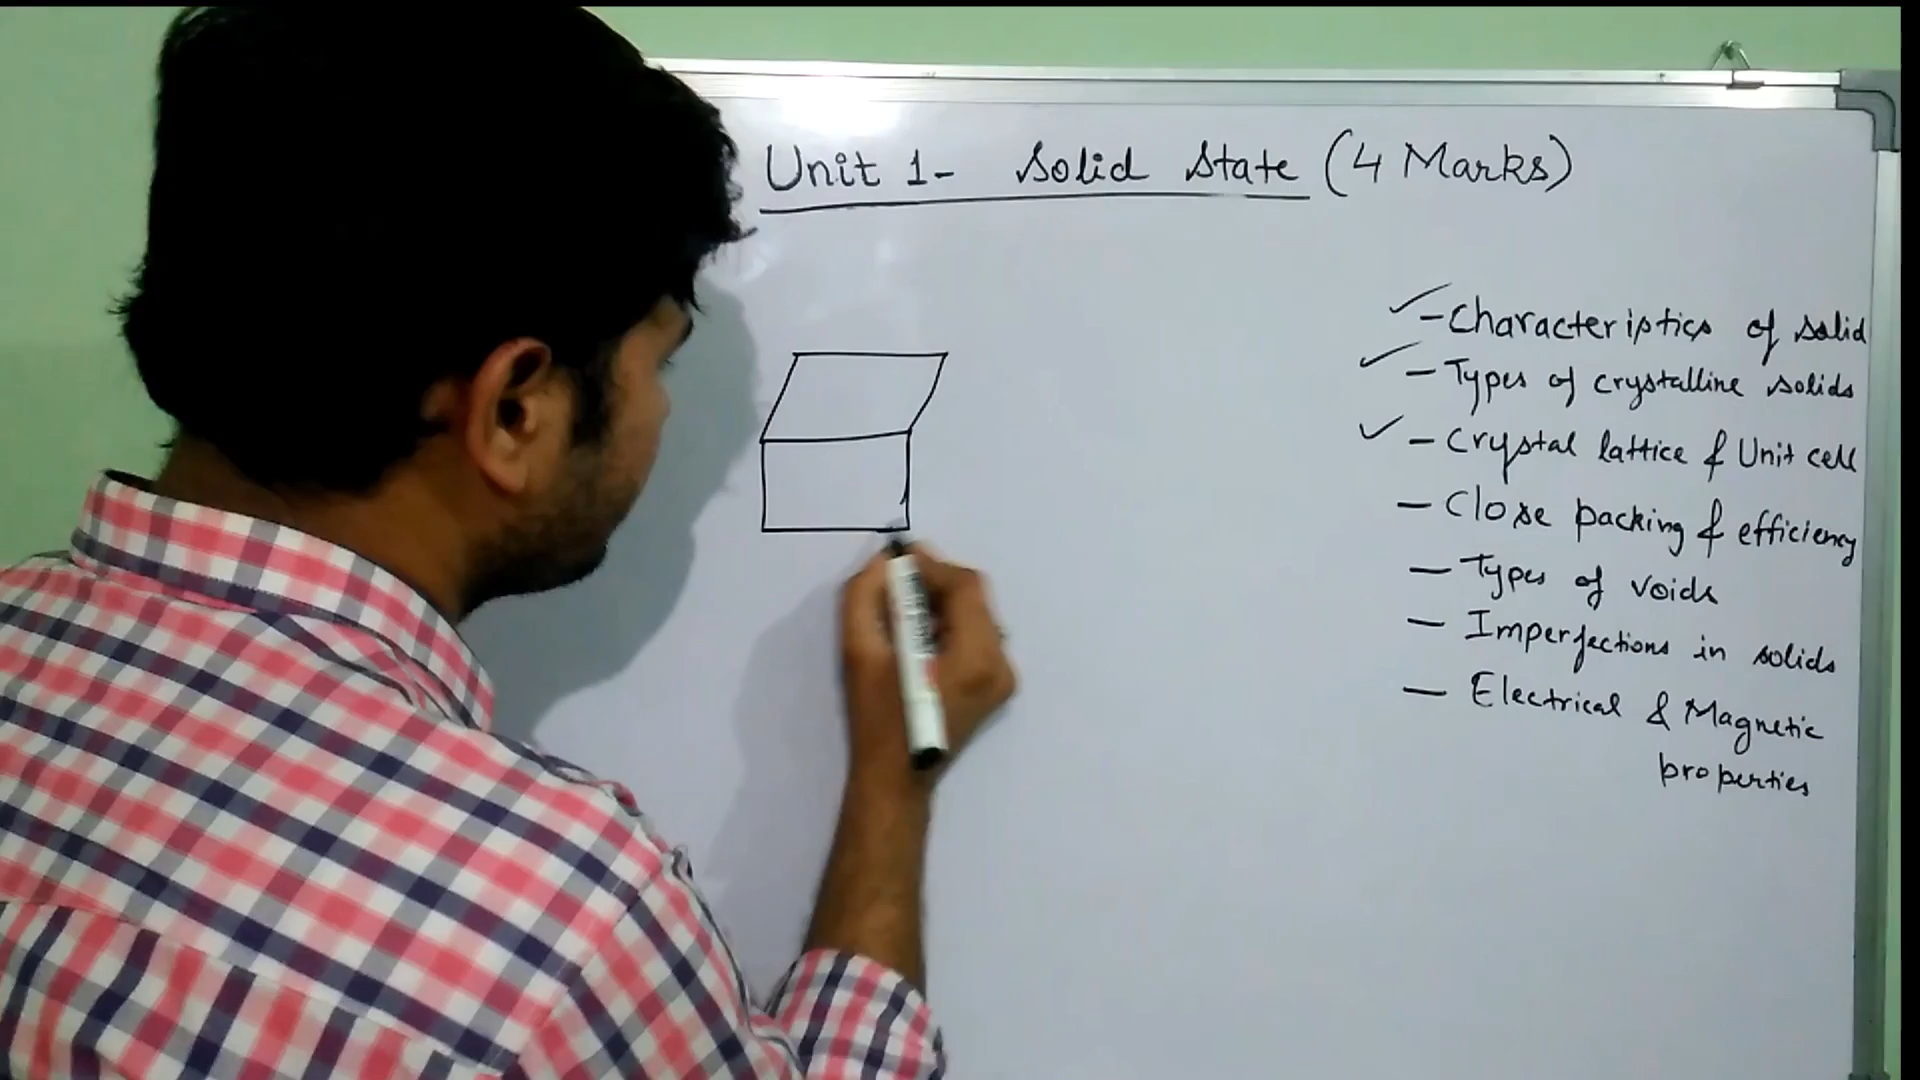 Unit 1- Solid State (4 Marks)
✓ - Characteristics of solid
✓ - Types of crystalline solids
✓ - Crystal lattice & Unit cell
- Close packing & efficiency
- Types of voids
- Imperfections in solids
- Electrical & Magnetic
properties